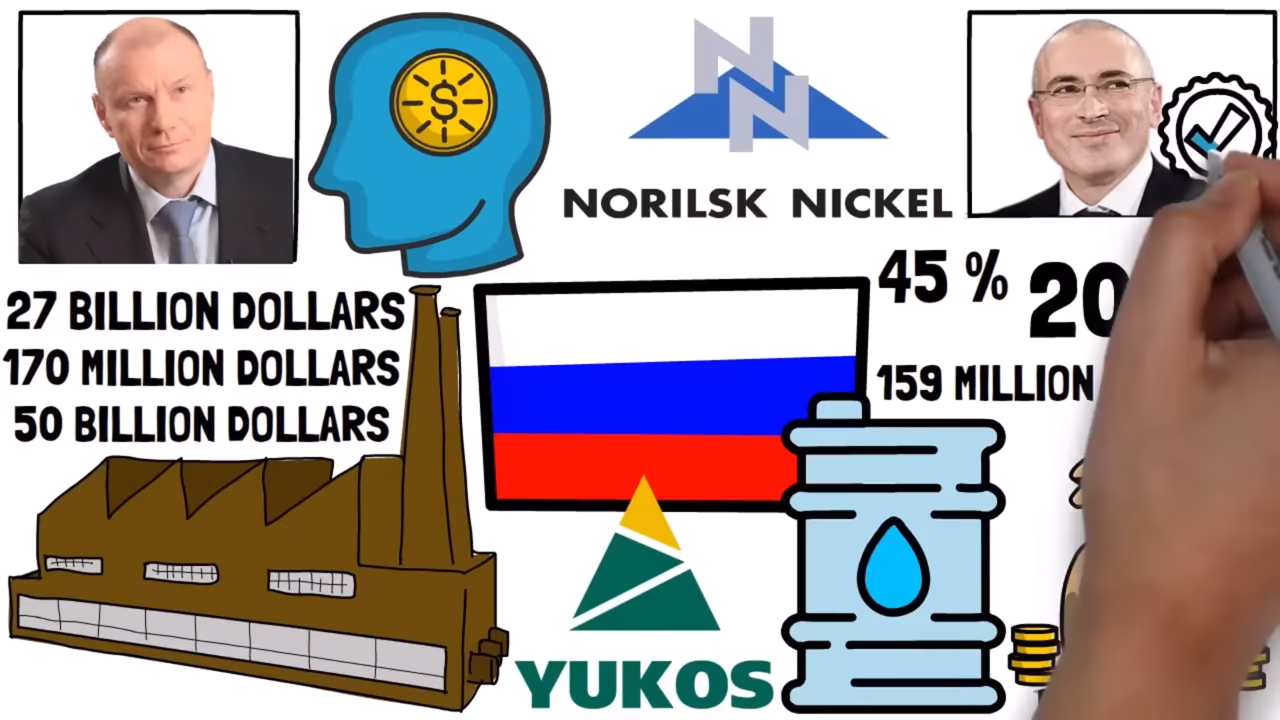 $
NORILSK NICKEL
27 BILLION DOLLARS
170 MILLION DOLLARS
50 BILLION DOLLARS
45 %
159 MILLION
YUKOS